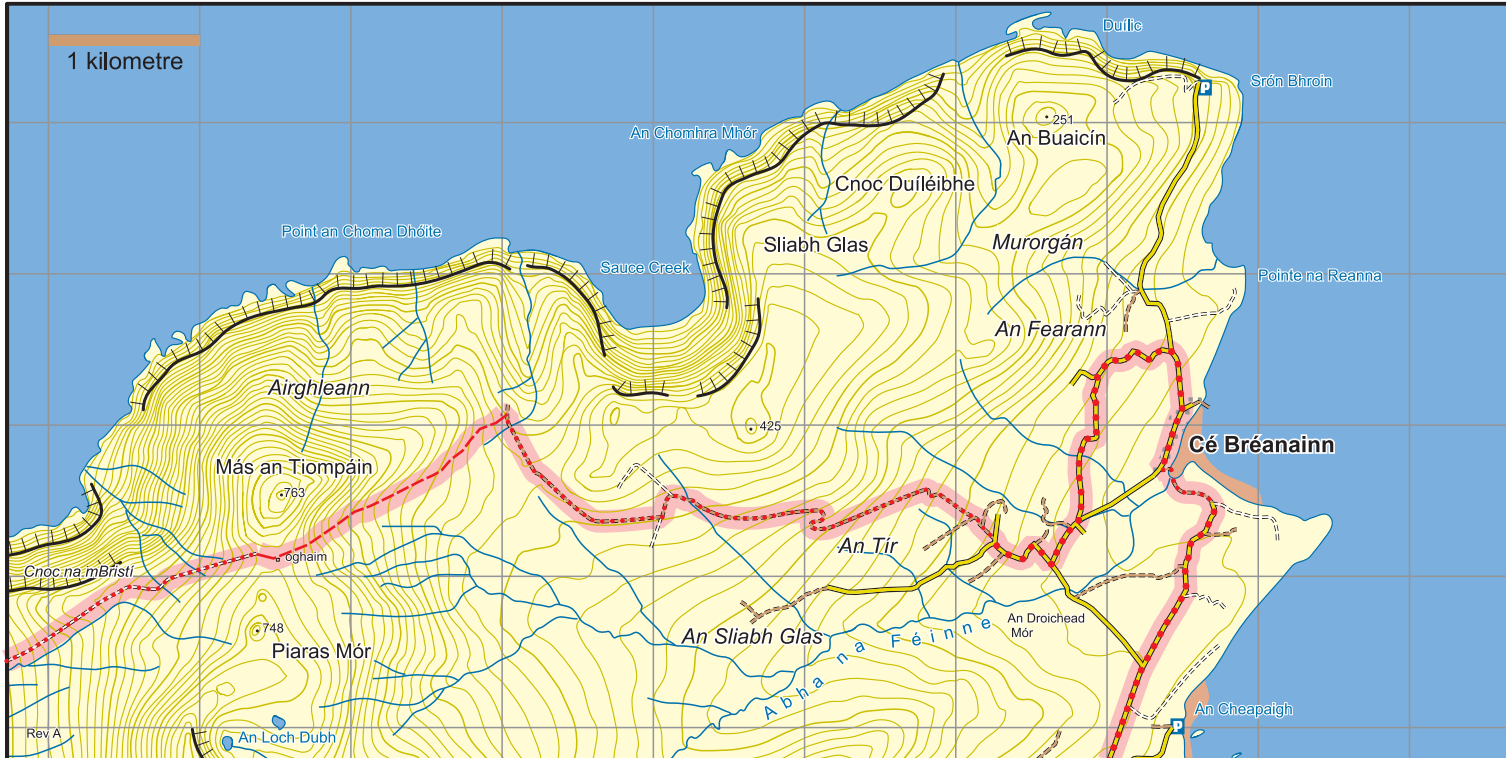 Duílic
1 kilometre
Srón Bhroin
P
251
An Chomhra Mhór
An Buaicín
Cnoc Duíléibhe
Point an Choma Dhóite
Sliabh Glas
Murorgán
Sauce Creek
Pointe na Reanna
An Fearann
Airghleann
425
Cé Bréanainn
Más an Tiompáin
763
An Tír
oghaim
Cnoc na mBristí
748
An Sliabh Glas
An Droichead
Mór
Piaras Mór
Abha na Féinne
An Cheapaigh
P
Rev A
An Loch Dubh